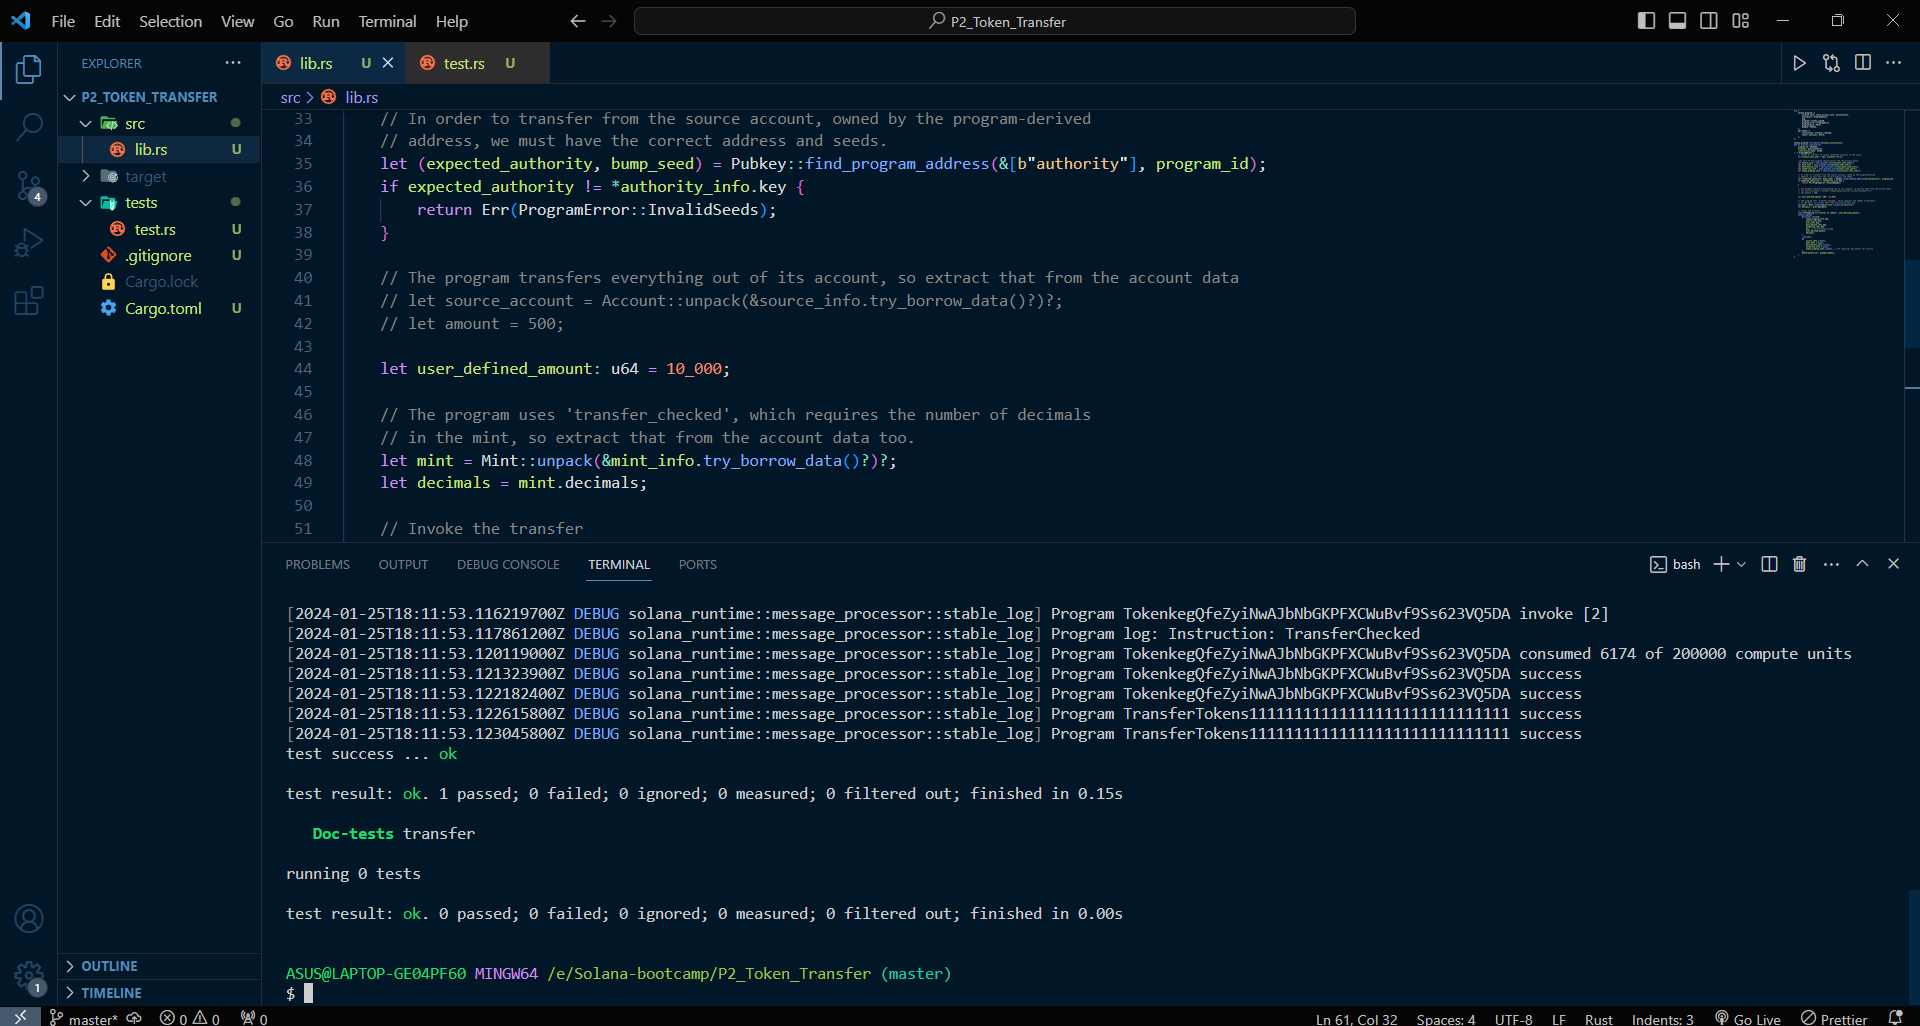 File Edit Selection View Go Run Terminal Help
P2_Token_Transfer
EXPLORER
P2_TOKEN_TRANSFER
src
lib.rs U
target
tests
test.rs U
.gitignore U
Cargo.lock
Cargo.toml U
4
OUTLINE
TIMELINE
1
lib.rs U
test.rs U
src > lib.rs
33 // In order to transfer from the source account, owned by the program-derived
34 // address, we must have the correct address and seeds.
35 let (expected_authority, bump_seed) = Pubkey::find_program_address(&[b"authority"], program_id);
36 if expected_authority != *authority_info.key {
37 return Err(ProgramError::InvalidSeeds);
38 }
39
40 // The program transfers everything out of its account, so extract that from the account data
41 // let source_account = Account::unpack(&source_info.try_borrow_data()?)?;
42 // let amount = 500;
43
44 let user_defined_amount: u64 = 10_000;
45
46 // The program uses 'transfer_checked', which requires the number of decimals
47 // in the mint, so extract that from the account data too.
48 let mint = Mint::unpack(&mint_info.try_borrow_data()?)?;
49 let decimals = mint.decimals;
50
51 // Invoke the transfer
PROBLEMS OUTPUT DEBUG CONSOLE TERMINAL PORTS
bash
[2024-01-25T18:11:53.116219700Z DEBUG solana_runtime::message_processor::stable_log] Program TokenkegQfeZyiNwAJbNbGKPFXCWuBvf9Ss623VQ5DA invoke [2]
[2024-01-25T18:11:53.117861200Z DEBUG solana_runtime::message_processor::stable_log] Program log: Instruction: TransferChecked
[2024-01-25T18:11:53.120119000Z DEBUG solana_runtime::message_processor::stable_log] Program TokenkegQfeZyiNwAJbNbGKPFXCWuBvf9Ss623VQ5DA consumed 6174 of 200000 compute units
[2024-01-25T18:11:53.121323900Z DEBUG solana_runtime::message_processor::stable_log] Program TokenkegQfeZyiNwAJbNbGKPFXCWuBvf9Ss623VQ5DA success
[2024-01-25T18:11:53.122182400Z DEBUG solana_runtime::message_processor::stable_log] Program TokenkegQfeZyiNwAJbNbGKPFXCWuBvf9Ss623VQ5DA success
[2024-01-25T18:11:53.122615800Z DEBUG solana_runtime::message_processor::stable_log] Program TransferTokens11111111111111111111111111111 success
[2024-01-25T18:11:53.123045800Z DEBUG solana_runtime::message_processor::stable_log] Program TransferTokens11111111111111111111111111111 success
test success ... ok
test result: ok. 1 passed; 0 failed; 0 ignored; 0 measured; 0 filtered out; finished in 0.15s
Doc-tests transfer
running 0 tests
test result: ok. 0 passed; 0 failed; 0 ignored; 0 measured; 0 filtered out; finished in 0.00s
ASUS@LAPTOP-GE04PF60 MINGW64 /e/Solana-bootcamp/P2_Token_Transfer (master)
$
master* 0 0 0 Ln 61, Col 32 Spaces: 4 UTF-8 LF Rust Indents: 3 Go Live Prettier